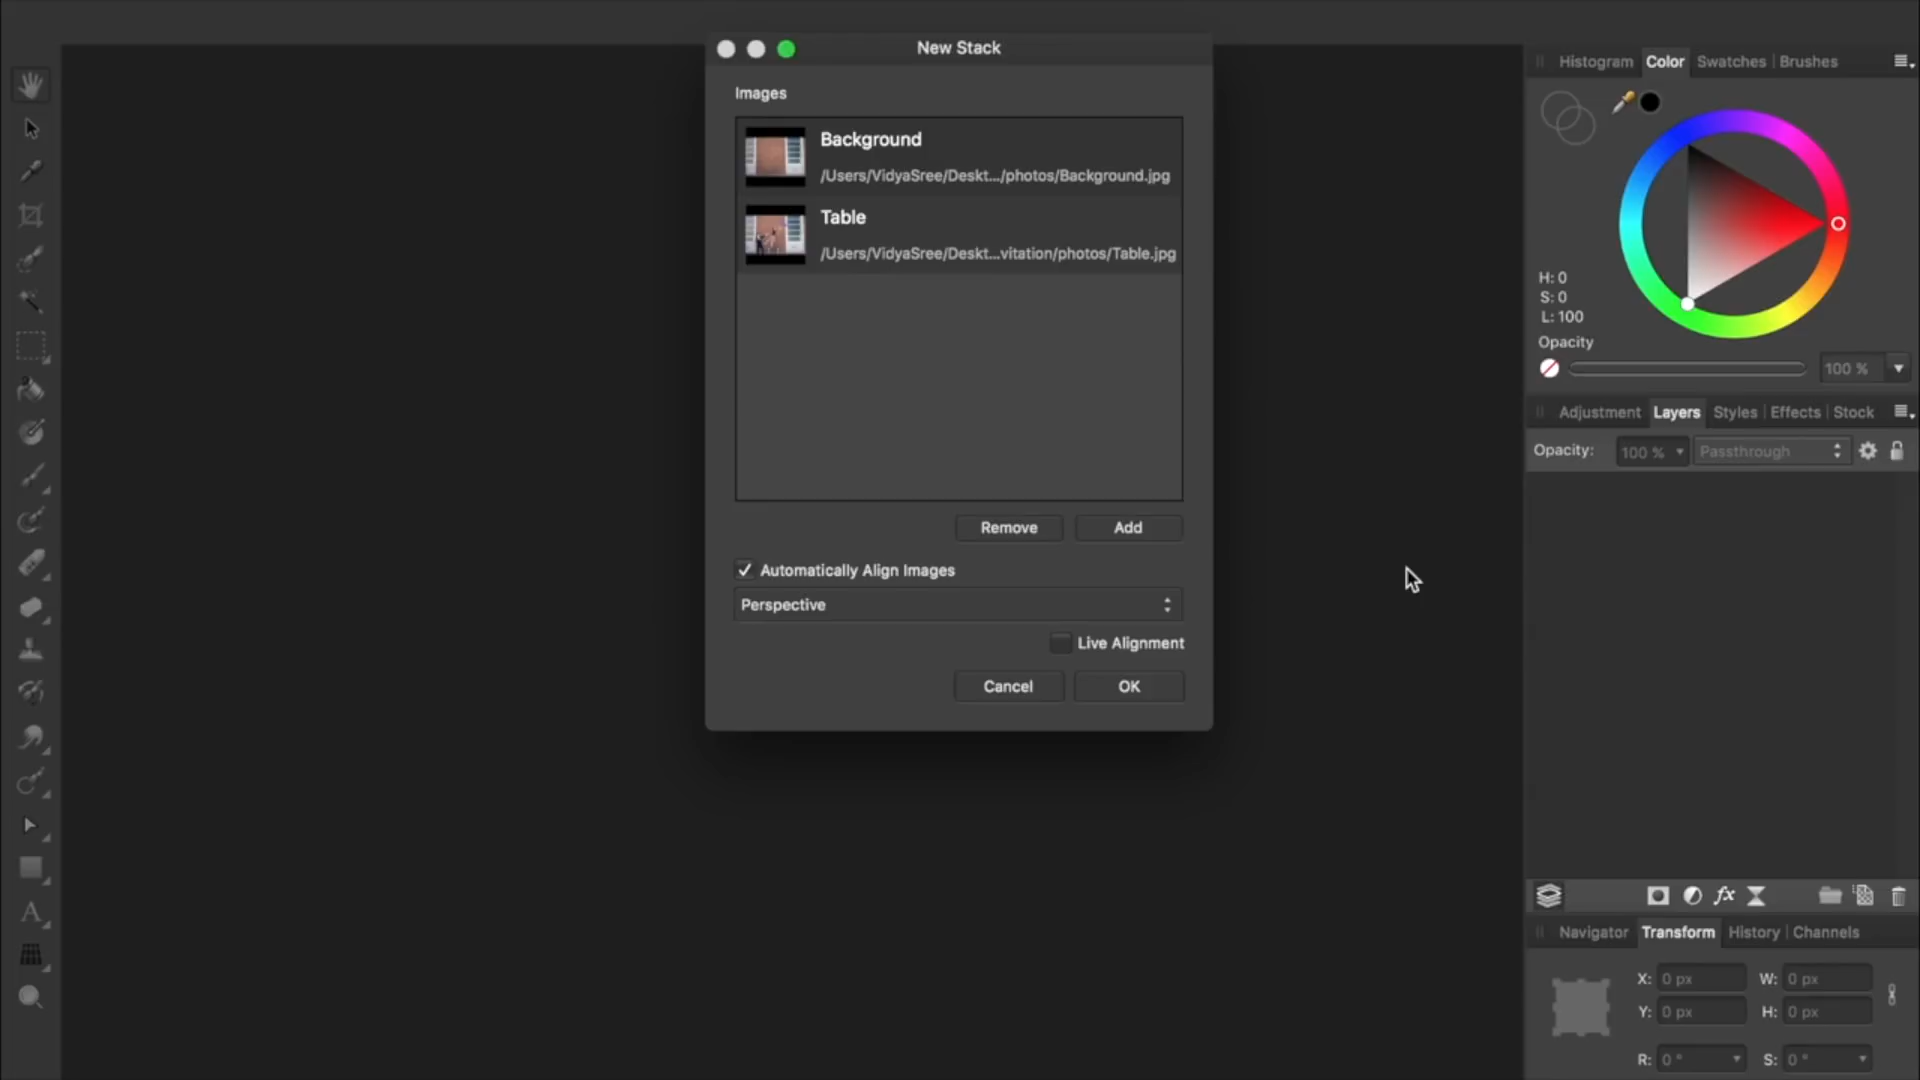 New Stack
Images
Background
/Users/VidyaSree/Deskt.../photos/Background.jpg
Table
/Users/VidyaSree/Deskt...vitation/photos/Table.jpg
Remove
Add
Automatically Align Images
Perspective
Live Alignment
Cancel
OK
Histogram Color Swatches Brushes
H: 0
S: 0
L: 100
Opacity
100 %
Adjustment Layers Styles Effects Stock
Opacity: 100 % Passthrough
fx
Navigator Transform History Channels
X: 0 px W: 0 px
Y: 0 px H: 0 px
R: 0 ° S: 0 °
A